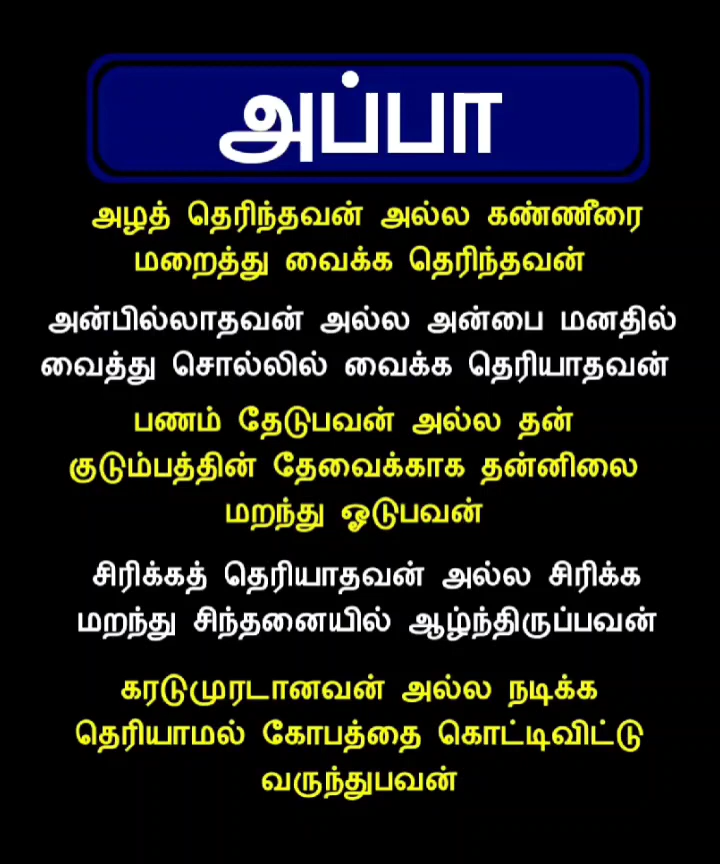 அப்பா
அழத் தெரிந்தவன் அல்ல கண்ணீரை
மறைத்து வைக்க தெரிந்தவன்
அன்பில்லாதவன் அல்ல அன்பை மனதில்
வைத்து சொல்லில் வைக்க தெரியாதவன்
பணம் தேடுபவன் அல்ல தன்
குடும்பத்தின் தேவைக்காக தன்னிலை
மறந்து ஓடுபவன்
சிரிக்கத் தெரியாதவன் அல்ல சிரிக்க
மறந்து சிந்தனையில் ஆழ்ந்திருப்பவன்
கரடுமுரடானவன் அல்ல நடிக்க
தெரியாமல் கோபத்தை கொட்டிவிட்டு
வருந்துபவன்